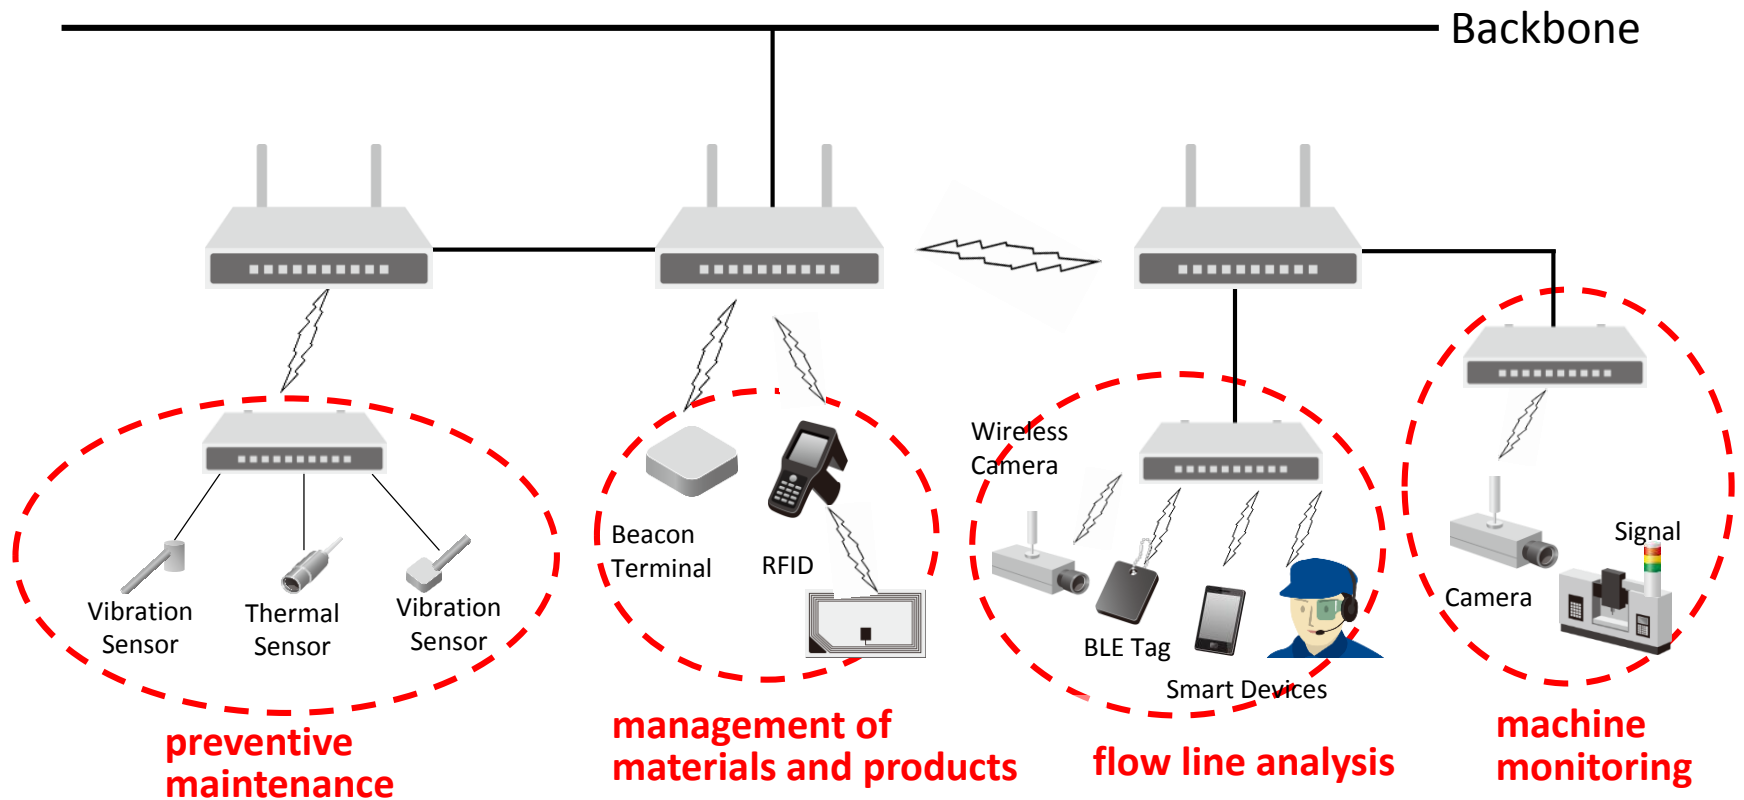 Backbone
Wireless
Camera
Beacon
Terminal
RFID
Signal
Vibration
Sensor
Thermal
Sensor
Vibration
Sensor
BLE Tag
Smart Devices
Camera
preventive
maintenance
management of
materials and products
flow line analysis
machine
monitoring